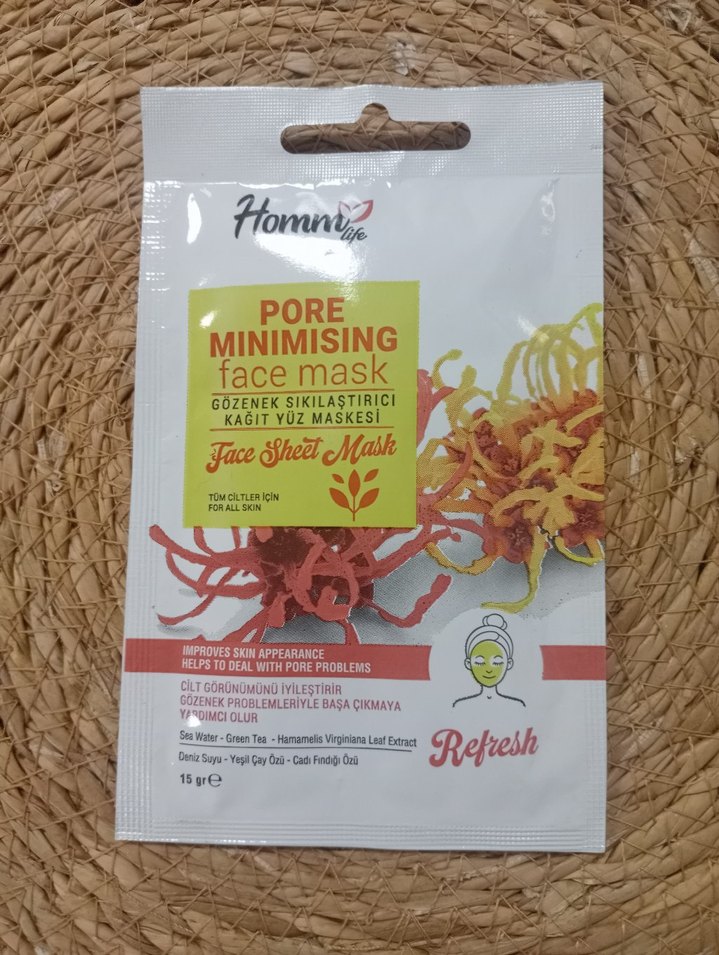 Homm
life
PORE
MINIMISING
face mask
GÖZENEK SIKILAŞTIRICI
KAĞIT YÜZ MASKESİ
Face Sheet Mask
TÜM CİLTLER İÇİN
FOR ALL SKIN
IMPROVES SKIN APPEARANCE
HELPS TO DEAL WITH PORE PROBLEMS
CİLT GÖRÜNÜMÜNÜ İYİLEŞTİRİR
GÖZENEK PROBLEMLERİYLE BAŞA ÇIKMAYA
YARDIMCI OLUR
Sea Water - Green Tea - Hamamelis Virginiana Leaf Extract
Deniz Suyu - Yeşil Çay Özü - Cadı Fındığı Özü
Refresh
15 gr ℮